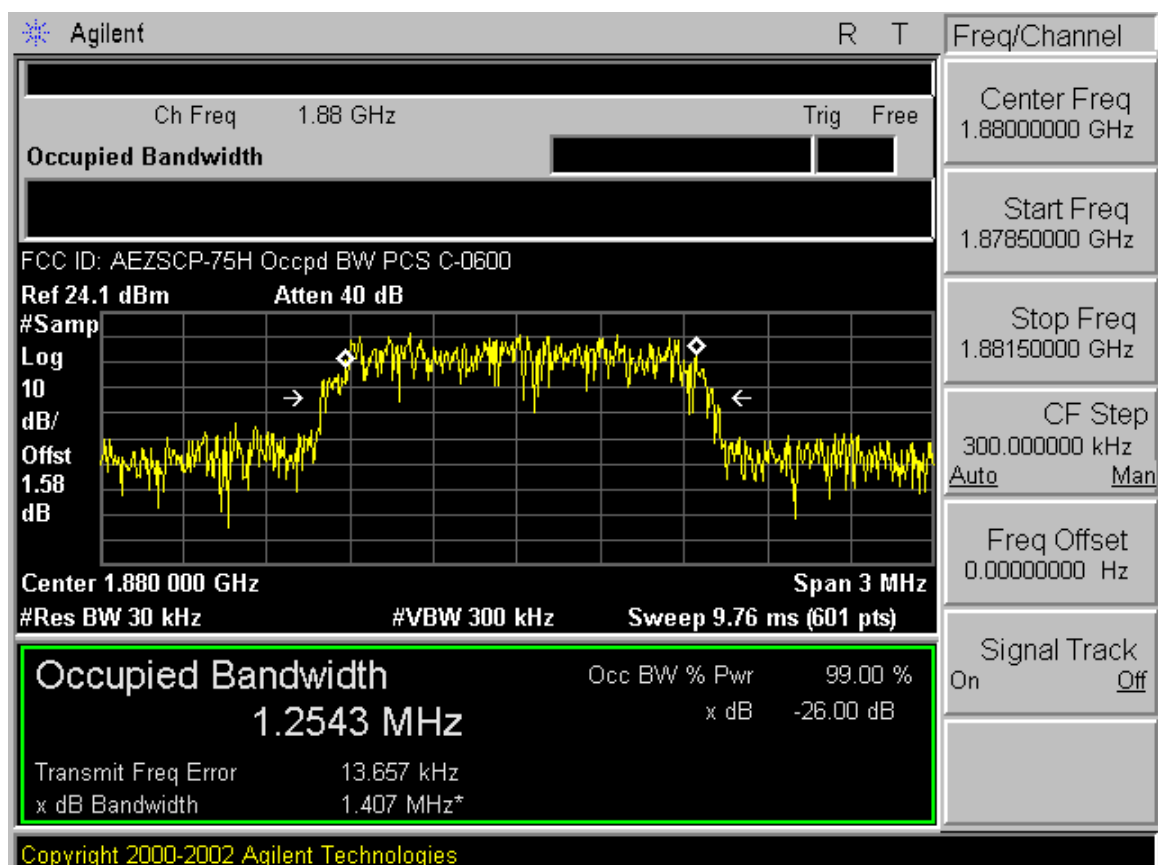 Agilent R T Freq/Channel
Ch Freq 1.88 GHz Trig Free
Occupied Bandwidth
FCC ID: AEZSCP-75H Occpd BW PCS C-0600
Ref 24.1 dBm Atten 40 dB
#Samp
Log
10
dB/
Offst
1.58
dB
Center 1.880 000 GHz Span 3 MHz
#Res BW 30 kHz #VBW 300 kHz Sweep 9.76 ms (601 pts)
Occupied Bandwidth
1.2543 MHz
Occ BW % Pwr 99.00 %
x dB -26.00 dB
Transmit Freq Error 13.657 kHz
x dB Bandwidth 1.407 MHz*
Center Freq
1.88000000 GHz
Start Freq
1.87850000 GHz
Stop Freq
1.88150000 GHz
CF Step
300.000000 kHz
Auto Man
Freq Offset
0.00000000 Hz
Signal Track
On Off
Copyright 2000-2002 Agilent Technologies